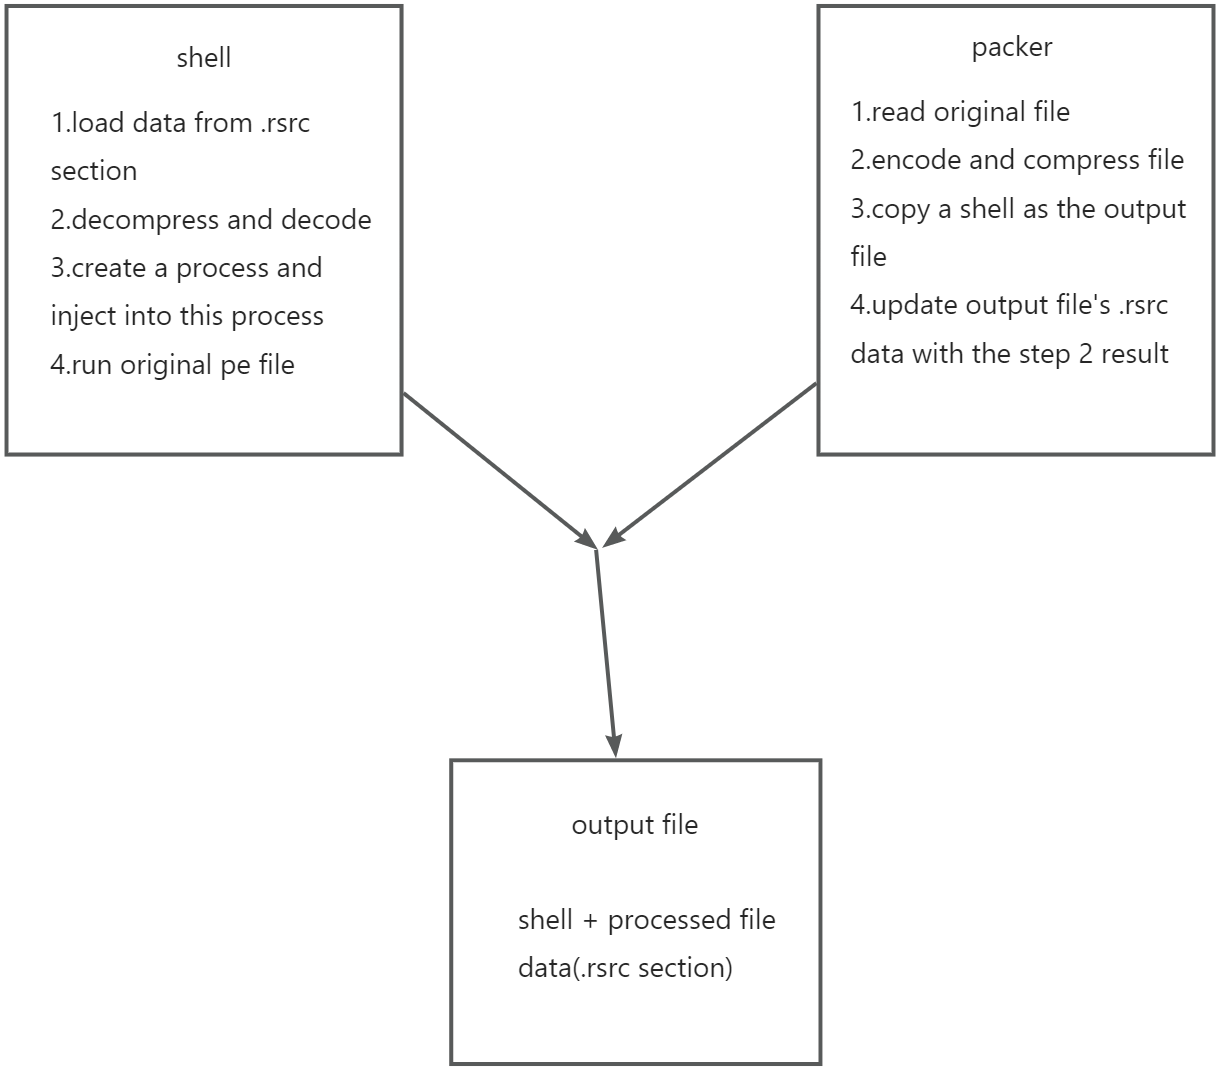 shell
1.load data from .rsrc
section
2.decompress and decode
3.create a process and
inject into this process
4.run original pe file
packer
1.read original file
2.encode and compress file
3.copy a shell as the output
file
4.update output file's .rsrc
data with the step 2 result
output file
shell + processed file
data(.rsrc section)